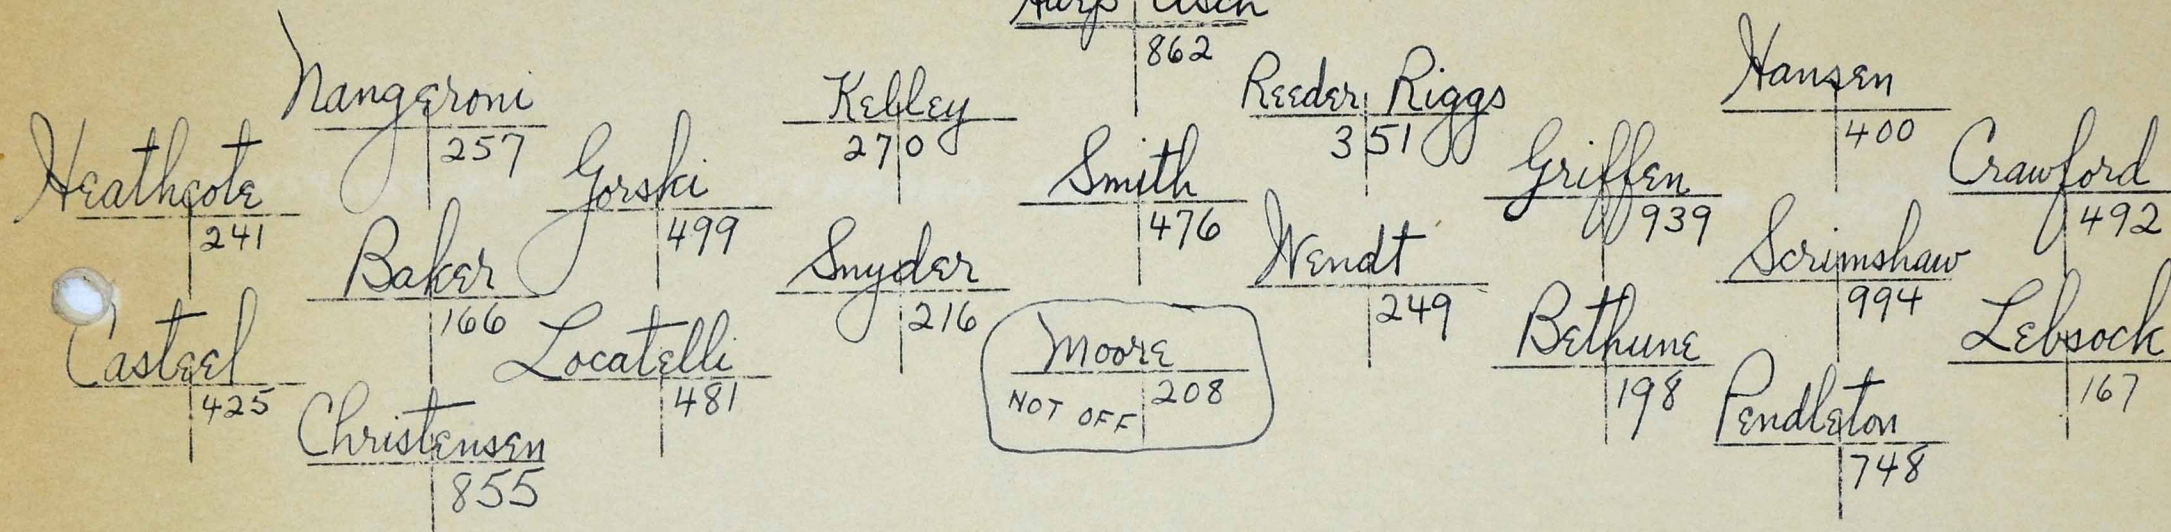 862
Hansen
400
Reeder Riggs
351
Nangeroni
257
Kelley
270
Crawford
492
Griffen
939
Smith
476
Heathcote
241
Gorski
499
Wendt
249
Scrimshaw
994
Snyder
216
Baker
166
Lebsock
167
Bethune
198
Moore
NOT OFF 208
Locatelli
481
Casteel
425
Pendleton
748
Christensen
855